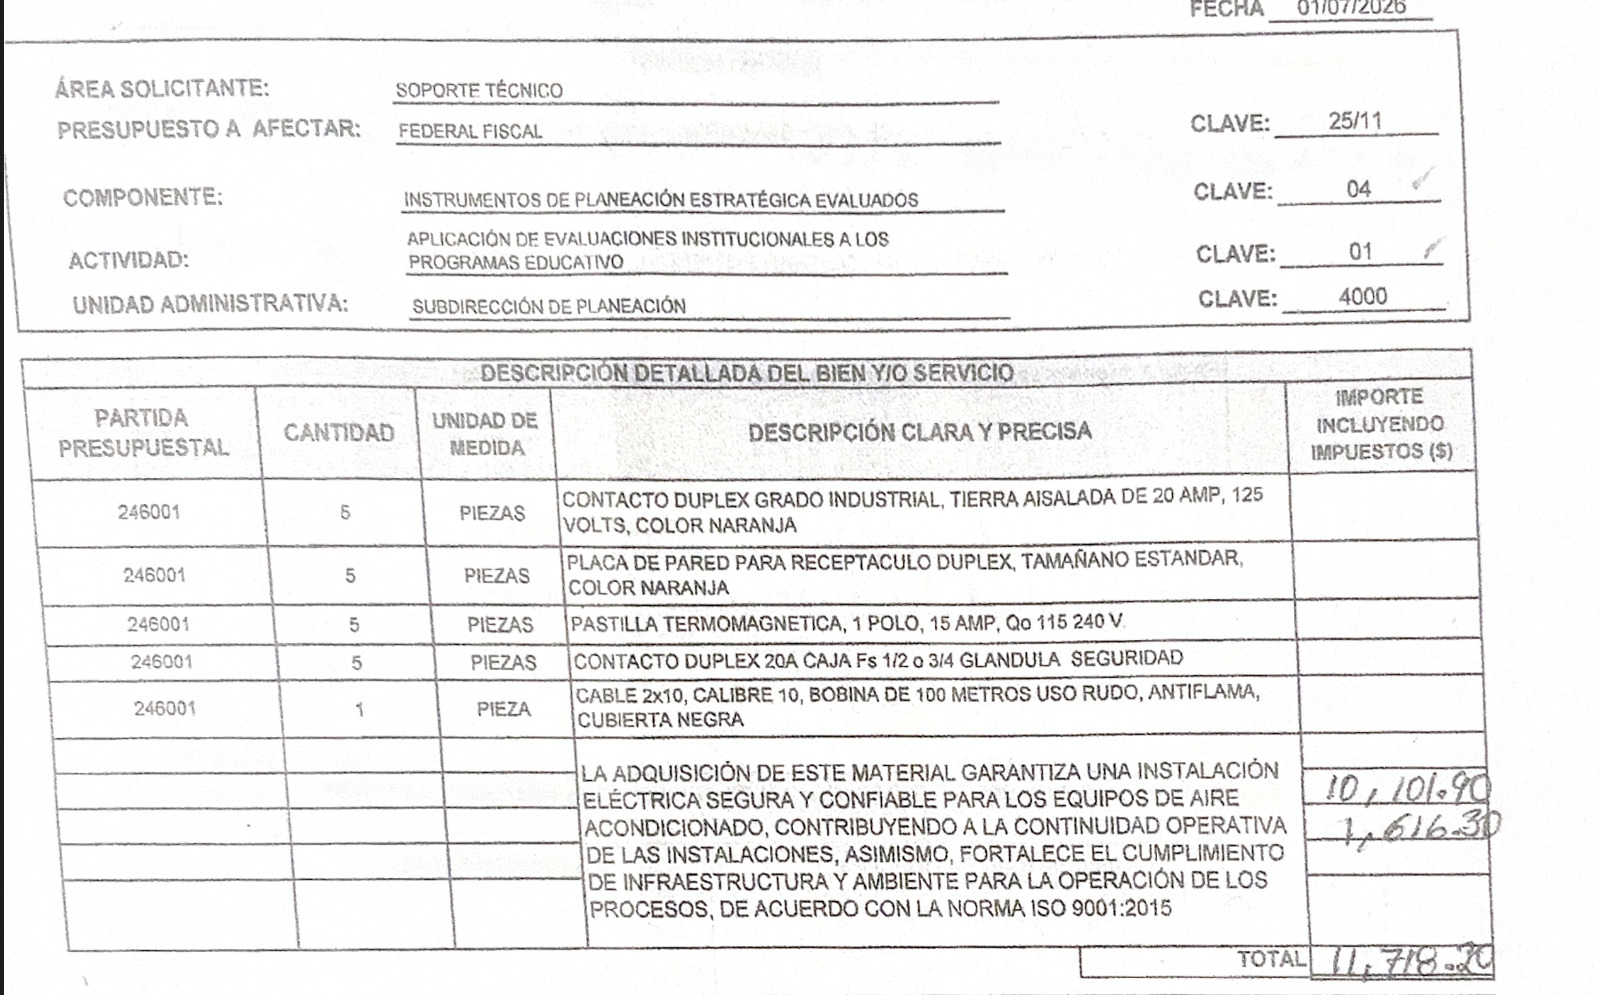 FECHA 01/07/2026
ÁREA SOLICITANTE: SOPORTE TÉCNICO
PRESUPUESTO A AFECTAR: FEDERAL FISCAL CLAVE: 25/11
COMPONENTE: INSTRUMENTOS DE PLANEACIÓN ESTRATÉGICA EVALUADOS CLAVE: 04
APLICACIÓN DE EVALUACIONES INSTITUCIONALES A LOS
ACTIVIDAD: PROGRAMAS EDUCATIVO CLAVE: 01
UNIDAD ADMINISTRATIVA: SUBDIRECCIÓN DE PLANEACIÓN CLAVE: 4000
DESCRIPCIÓN DETALLADA DEL BIEN Y/O SERVICIO
PARTIDA
PRESUPUESTAL
CANTIDAD
UNIDAD DE
MEDIDA
DESCRIPCIÓN CLARA Y PRECISA
IMPORTE
INCLUYENDO
IMPUESTOS ($)
246001 5 PIEZAS CONTACTO DUPLEX GRADO INDUSTRIAL, TIERRA AISALADA DE 20 AMP, 125
VOLTS, COLOR NARANJA
246001 5 PIEZAS PLACA DE PARED PARA RECEPTACULO DUPLEX, TAMAÑANO ESTANDAR,
COLOR NARANJA
246001 5 PIEZAS PASTILLA TERMOMAGNETICA, 1 POLO, 15 AMP, Qo 115 240 V.
246001 5 PIEZAS CONTACTO DUPLEX 20A CAJA Fs 1/2 o 3/4 GLANDULA SEGURIDAD
246001 1 PIEZA CABLE 2x10, CALIBRE 10, BOBINA DE 100 METROS USO RUDO, ANTIFLAMA,
CUBIERTA NEGRA
LA ADQUISICIÓN DE ESTE MATERIAL GARANTIZA UNA INSTALACIÓN
ELÉCTRICA SEGURA Y CONFIABLE PARA LOS EQUIPOS DE AIRE 10,101.90
ACONDICIONADO, CONTRIBUYENDO A LA CONTINUIDAD OPERATIVA 1,616.30
DE LAS INSTALACIONES, ASIMISMO, FORTALECE EL CUMPLIMIENTO
DE INFRAESTRUCTURA Y AMBIENTE PARA LA OPERACIÓN DE LOS
PROCESOS, DE ACUERDO CON LA NORMA ISO 9001:2015
TOTAL 11,718.20